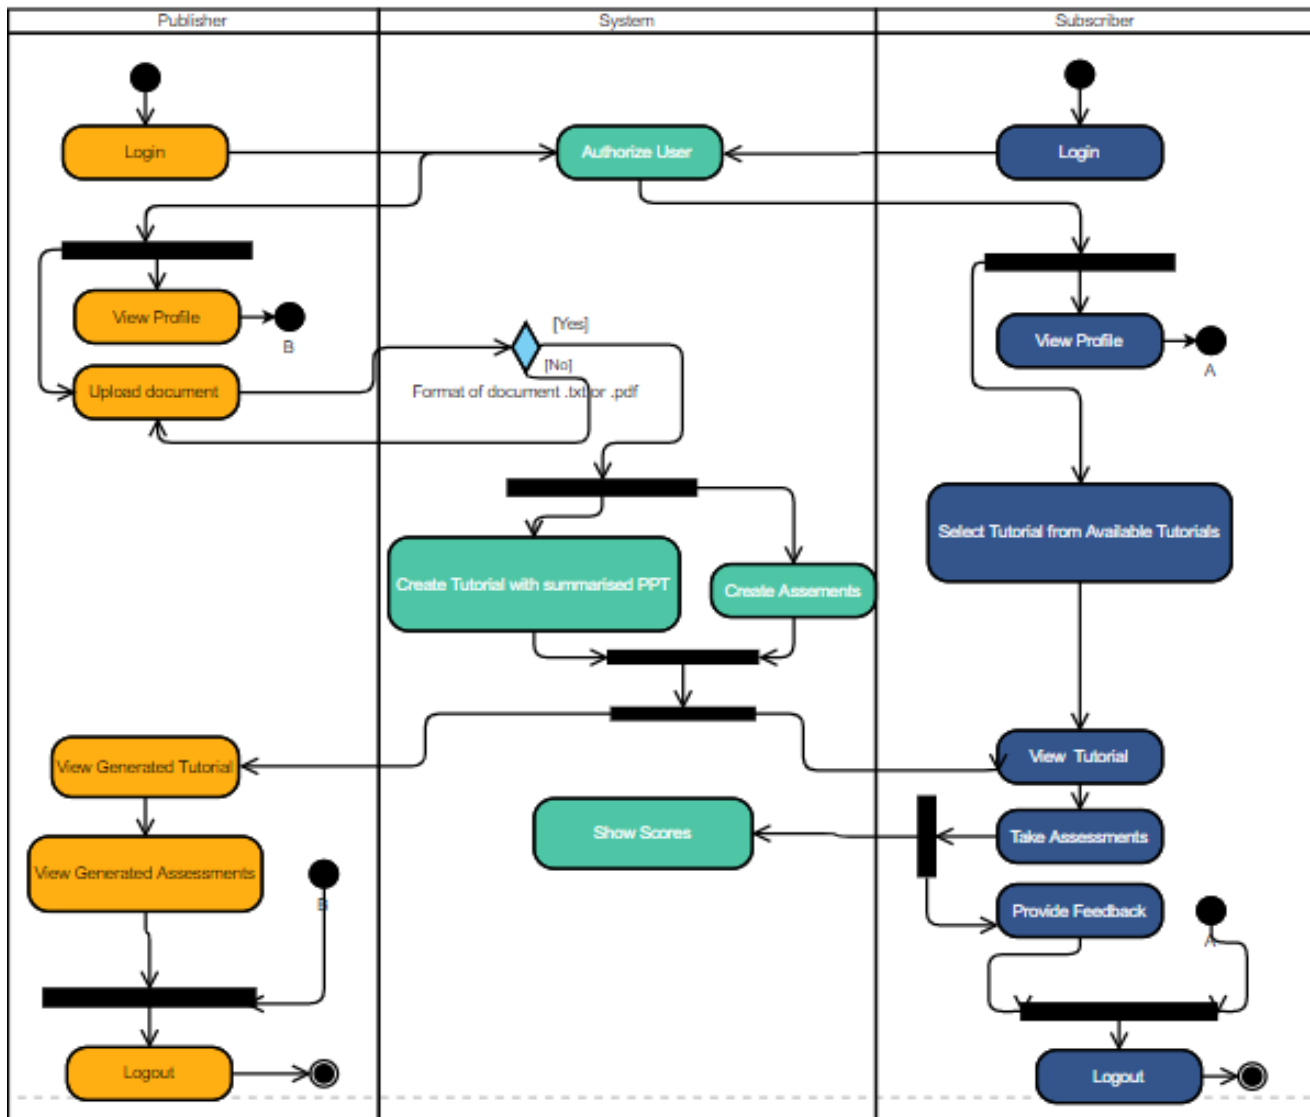 Publisher
System
Subscriber
Login
Authorize User
Login
View Profile
B
[Yes]
[No]
Format of document .txt or .pdf
View Profile
A
Upload document
Select Tutorial from Available Tutorials
Create Tutorial with summarised PPT
Create Assements
View Generated Tutorial
View  Tutorial
Show Scores
Take Assessments
View Generated Assessments
B
Provide Feedback
A
Logout
Logout